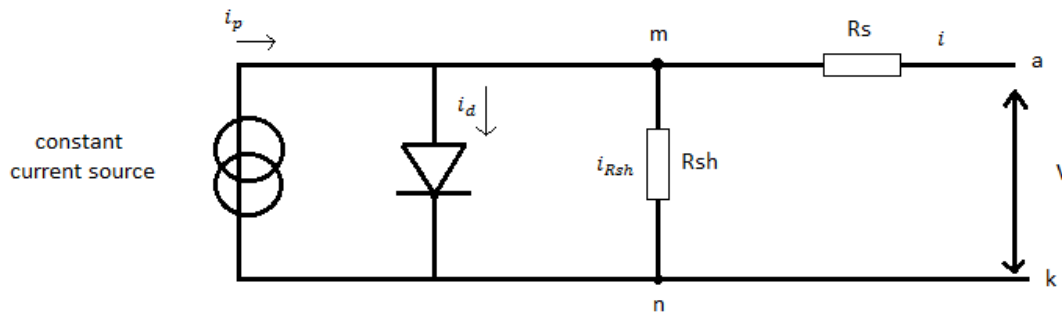 i_p
m
Rs
i
a
i_d
constant
current source
i_Rsh
Rsh
V
k
n